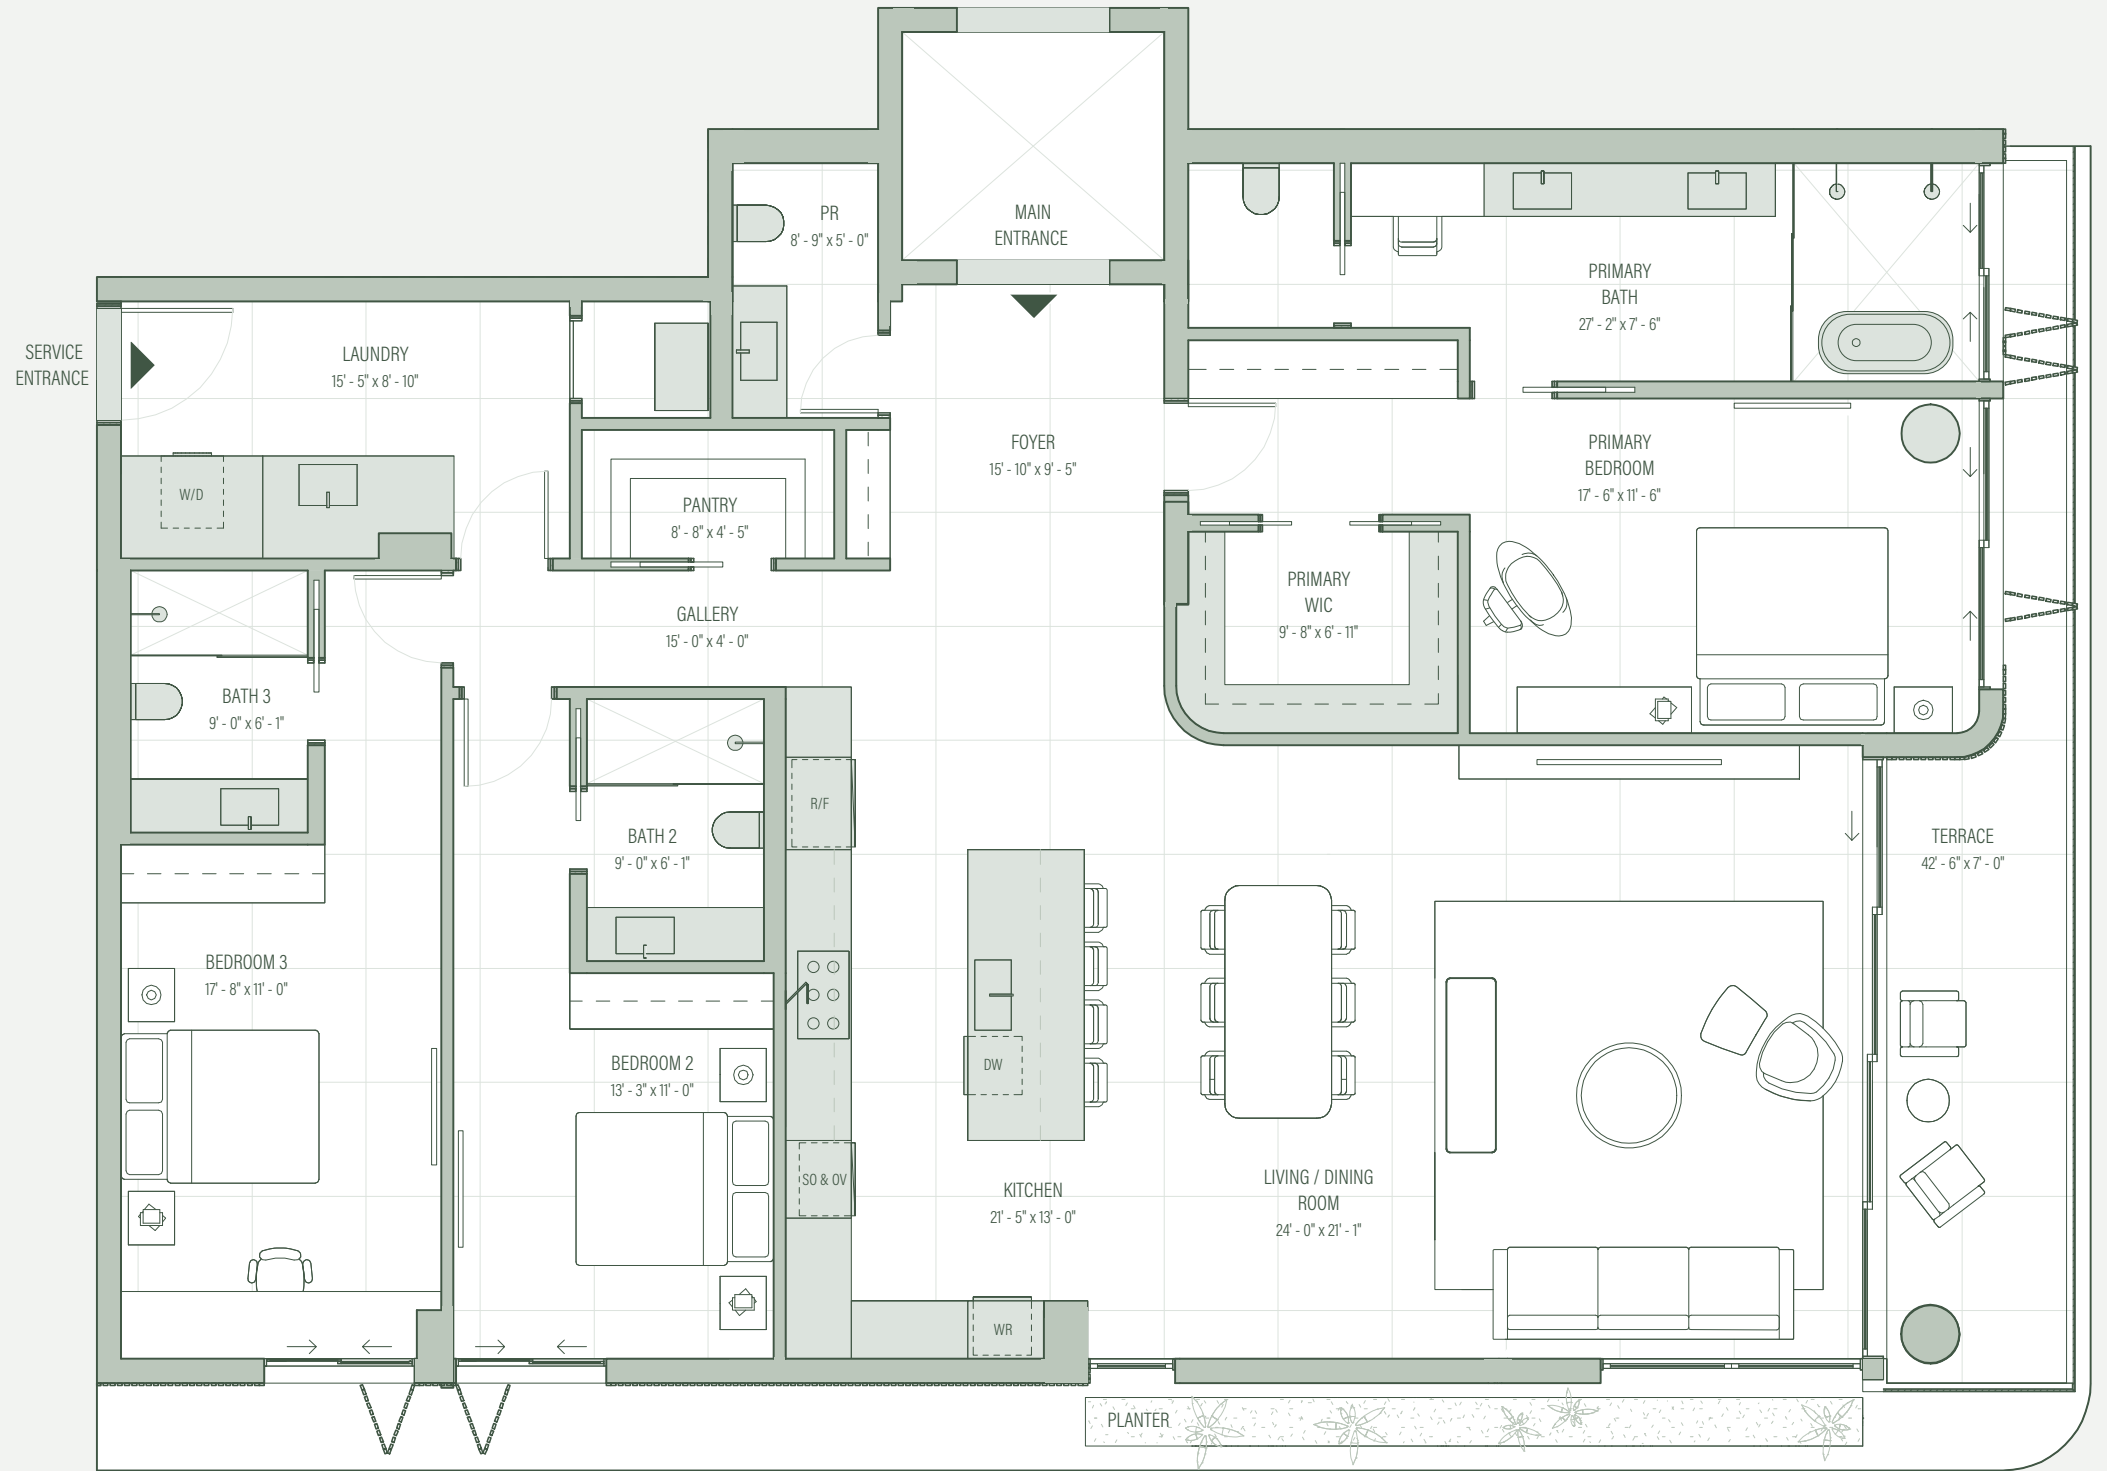 MAIN
ENTRANCE
PR
8' - 9" x 5' - 0"
PRIMARY
BATH
27' - 2" x 7' - 6"
SERVICE
ENTRANCE
LAUNDRY
15' - 5" x 8' - 10"
W/D
FOYER
15' - 10" x 9' - 5"
PRIMARY
BEDROOM
17' - 6" x 11' - 6"
PANTRY
8' - 8" x 4' - 5"
GALLERY
15' - 0" x 4' - 0"
PRIMARY
WIC
9' - 8" x 6' - 11"
BATH 3
9' - 0" x 6' - 1"
R/F
BATH 2
9' - 0" x 6' - 1"
TERRACE
42' - 6" x 7' - 0"
BEDROOM 3
17' - 8" x 11' - 0"
BEDROOM 2
13' - 3" x 11' - 0"
DW
SO & OV
KITCHEN
21' - 5" x 13' - 0"
LIVING / DINING
ROOM
24' - 0" x 21' - 1"
WR
PLANTER